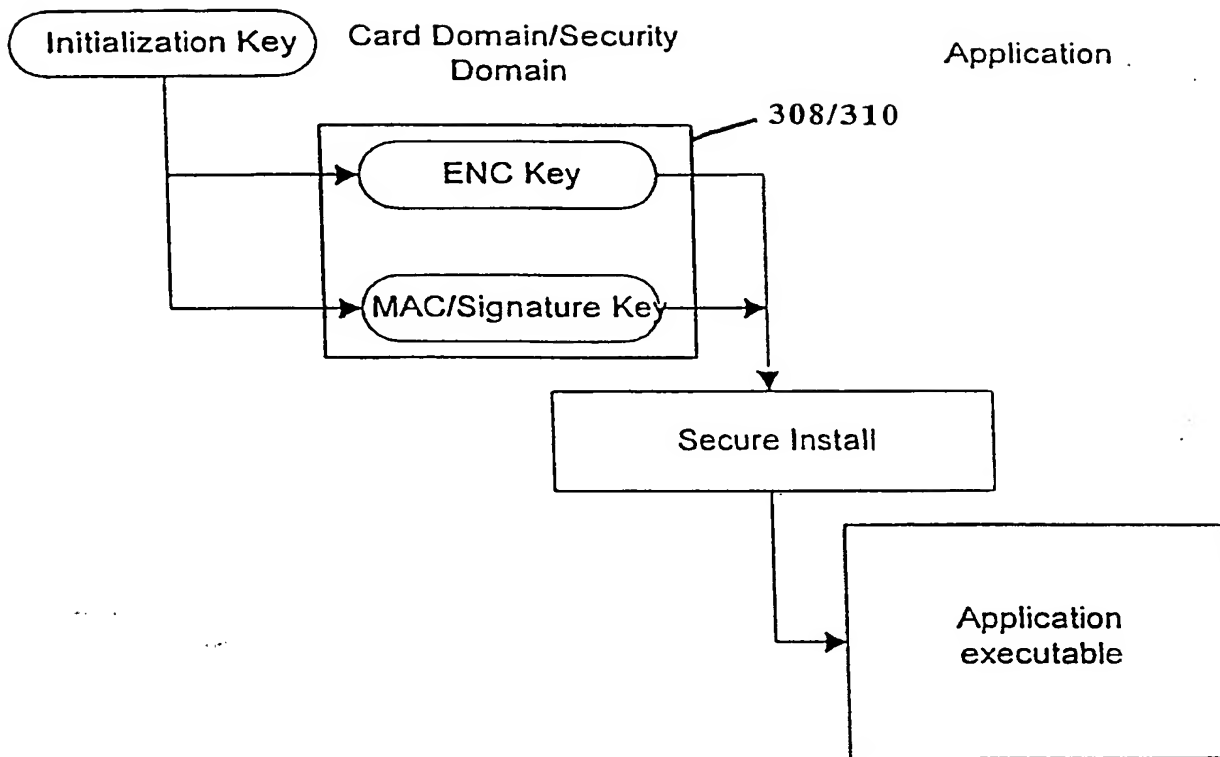 Initialization Key
Card Domain/Security
Domain
Application
308/310
ENC Key
MAC/Signature Key
Secure Install
Application
executable